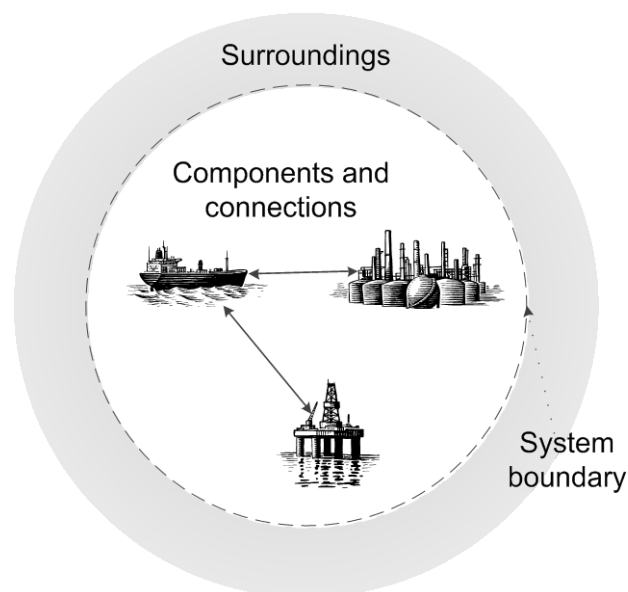 Surroundings
Components and
connections
System
boundary